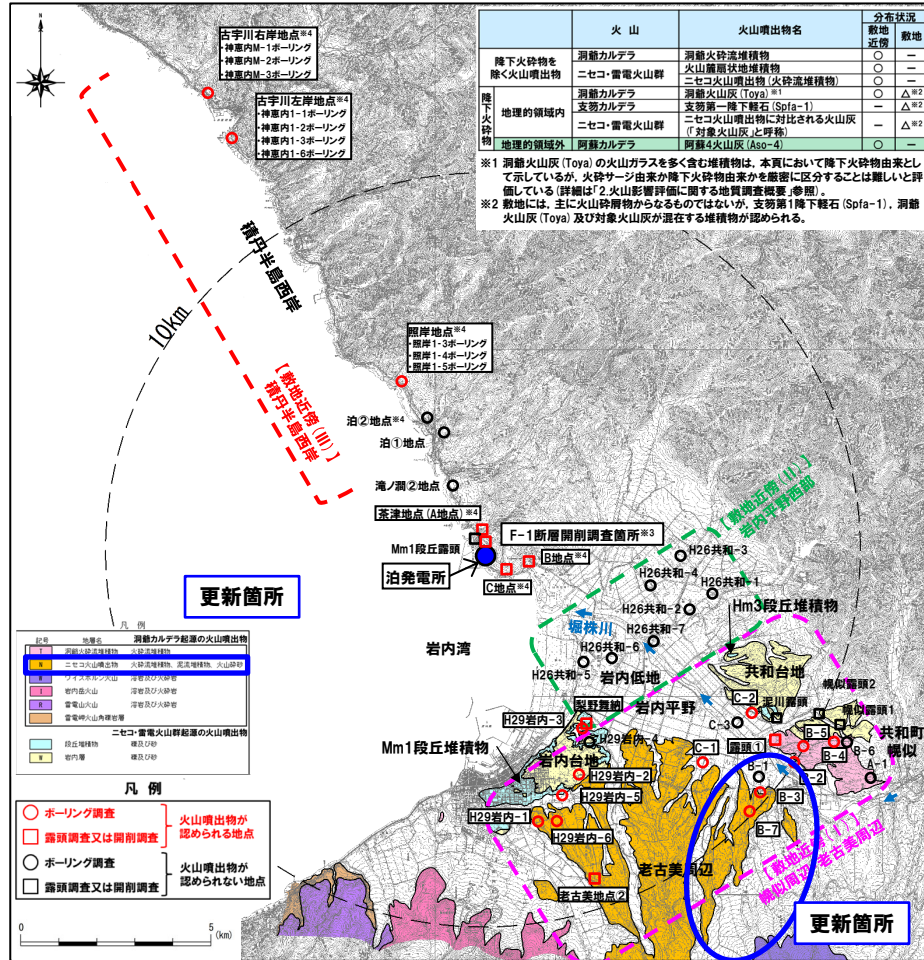 古宇川右岸地点※4
・神恵内M-1ボーリング
・神恵内M-2ボーリング
・神恵内M-3ボーリング
古宇川左岸地点※4
・神恵内1-1ボーリング
・神恵内1-2ボーリング
・神恵内1-3ボーリング
・神恵内1-6ボーリング
火山 火山噴出物名 分布状況
敷地近傍 敷地
降下火砕物を除く火山噴出物 洞爺カルデラ 洞爺火砕流堆積物 ○ −
ニセコ・雷電火山群 火山麓扇状地堆積物 ○ −
ニセコ火山噴出物(火砕流堆積物) ○ −
降下火砕物 地理的領域内 洞爺カルデラ 洞爺火山灰(Toya)※1 ○ △※2
支笏カルデラ 支笏第一降下軽石(Spfa-1) − △※2
ニセコ・雷電火山群 ニセコ火山噴出物に対比される火山灰(「対象火山灰」と呼称) − △※2
地理的領域外 阿蘇カルデラ 阿蘇4火山灰(Aso-4) ○ −
※1 洞爺火山灰(Toya)の火山ガラスを多く含む堆積物は，本頁において降下火砕物由来とし
て示しているが，火砕サージ由来か降下火砕物由来かを厳密に区分することは難しいと評
価している(詳細は「2.火山影響評価に関する地質調査概要」参照)。
※2 敷地には，主に火山砕屑物からなるものではないが，支笏第1降下軽石(Spfa-1)，洞爺
火山灰(Toya)及び対象火山灰が混在する堆積物が認められる。
積丹半島西岸
10km
【敷地近傍(III)】
積丹半島西岸
照岸地点※4
・照岸1-3ボーリング
・照岸1-4ボーリング
・照岸1-5ボーリング
泊②地点※4
泊①地点
滝ノ澗②地点
茶津地点(A地点)※4
F-1断層開削調査箇所※3
Mm1段丘露頭
泊発電所
B地点※4
C地点※4
【敷地近傍(II)】
岩内平野西部
H26共和-3
H26共和-4
H26共和-1
H26共和-2
H26共和-7
H26共和-6
H26共和-5
堀株川
岩内湾
岩内低地
岩内平野
Hm3段丘堆積物
共和台地
幌似露頭2
幌似露頭1
泥川露頭
共和町
幌似
C-2
C-3
C-1
B-5
B-4
B-6
A-1
露頭①
B-2
B-1
B-3
B-7
梨野舞納
H29岩内-3
H29岩内-4
Mm1段丘堆積物
岩内台地
H29岩内-2
H29岩内-5
H29岩内-1
H29岩内-6
老古美周辺
老古美地点②
【敷地近傍(I)】
幌似周辺・老古美周辺
更新箇所
更新箇所
凡例
記号 地層名 洞爺カルデラ起源の火山噴出物
T 洞爺火砕流堆積物 火砕流堆積物
N ニセコ火山噴出物 火砕流堆積物，泥流堆積物，火山砕砂
ワイスホルン火山 溶岩及び火砕岩
I 岩内岳火山 溶岩及び火砕岩
R 雷電山火山 溶岩及び火砕岩
雷電岬火山角礫岩層
ニセコ・雷電火山群起源の火山噴出物
段丘堆積物 礫及び砂
W 岩内層 礫及び砂
凡例
ボーリング調査
露頭調査又は開削調査
火山噴出物が
認められる地点
ボーリング調査
露頭調査又は開削調査
火山噴出物が
認められない地点
0 5 (km)